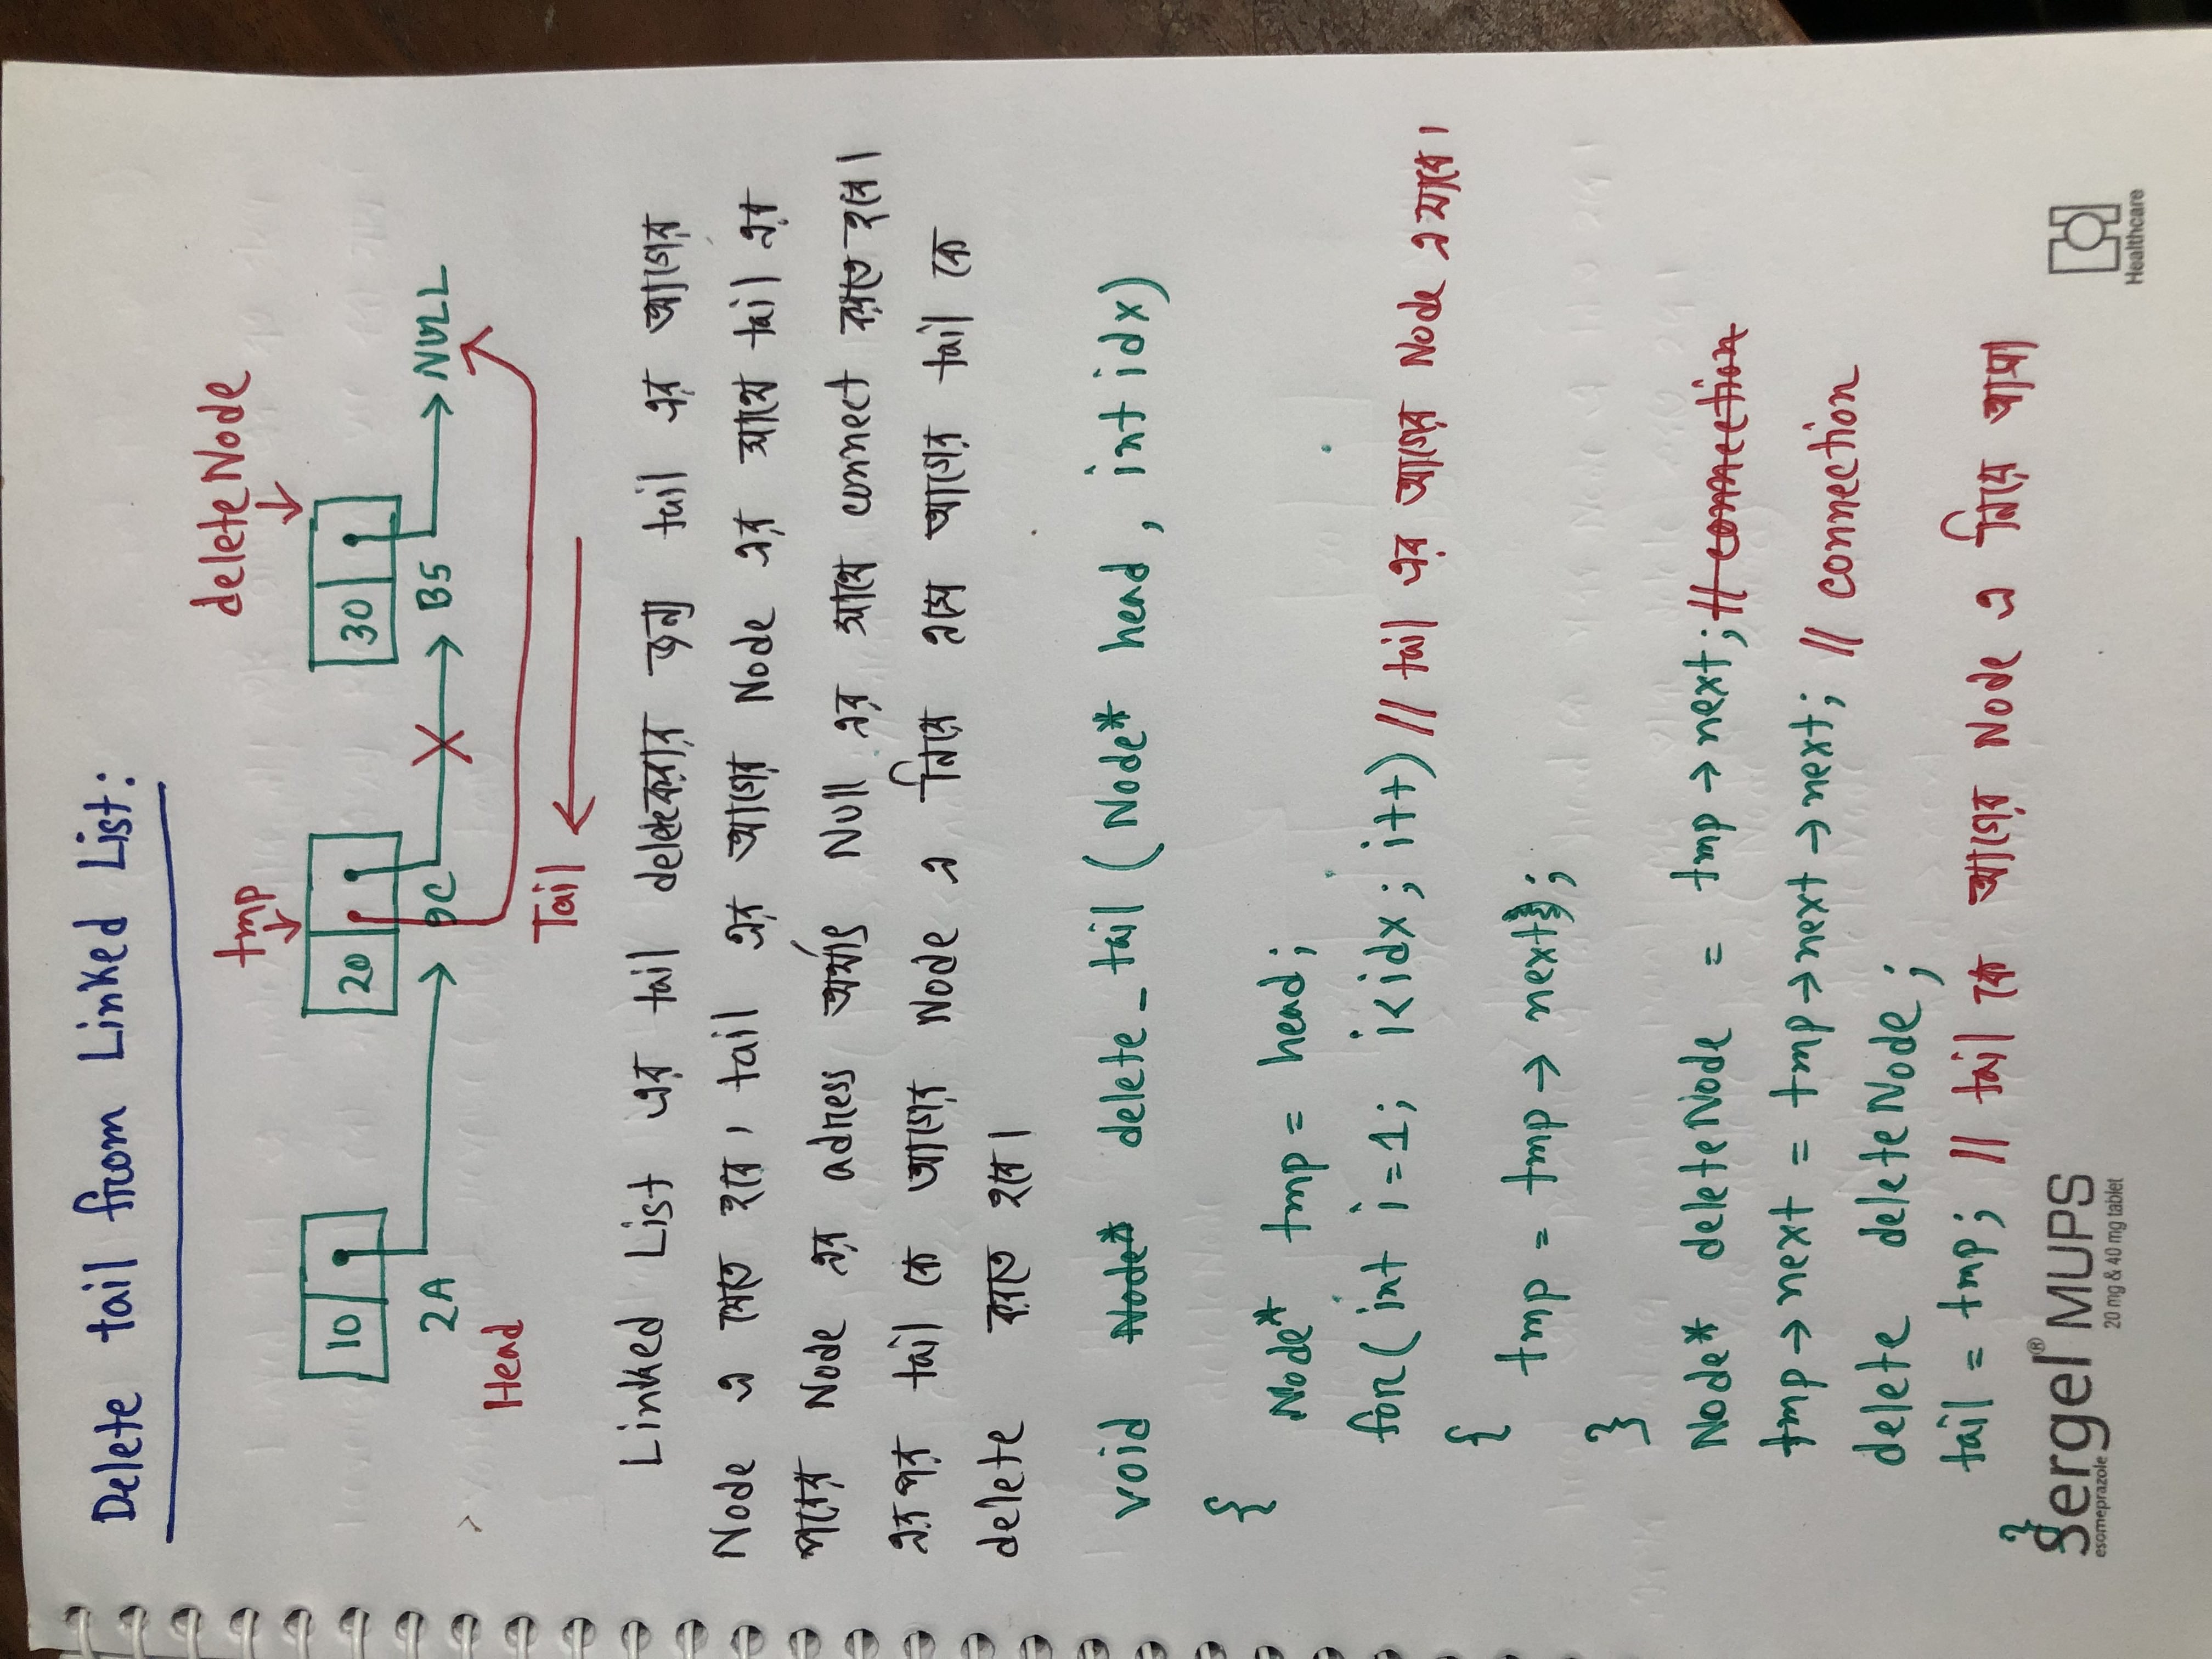 Delete tail from Linked List:
tmp
deleteNode
10
20
30
2A
9C
B5
NULL
Head
Tail
Linked List এর tail deleteকরার জন্য tail এর আগের
Node এ যেতে হবে। tail এর আগের Node এর সাথে tail এর
পরের Node এর adress অর্থাৎ Null এর সাথে connect করতে হবে।
এরপর tail কে আগের Node এ নিয়ে এসে আগের tail কে
delete করতে হবে।
void Node* delete_tail (Node* head, int idx)
{
Node* tmp = head;
for(int i=1; i<idx; i++) // tail এর আগের Node এ যাবে।
{
tmp = tmp → next;
}
Node* deleteNode = tmp → next; // connection
tmp → next = tmp → next → next; // connection
delete deleteNode;
tail = tmp; // tail কে আগের Node এ নিয়ে আসা
}
Sergel® MUPS
esomeprazole
20 mg & 40 mg tablet
Healthcare